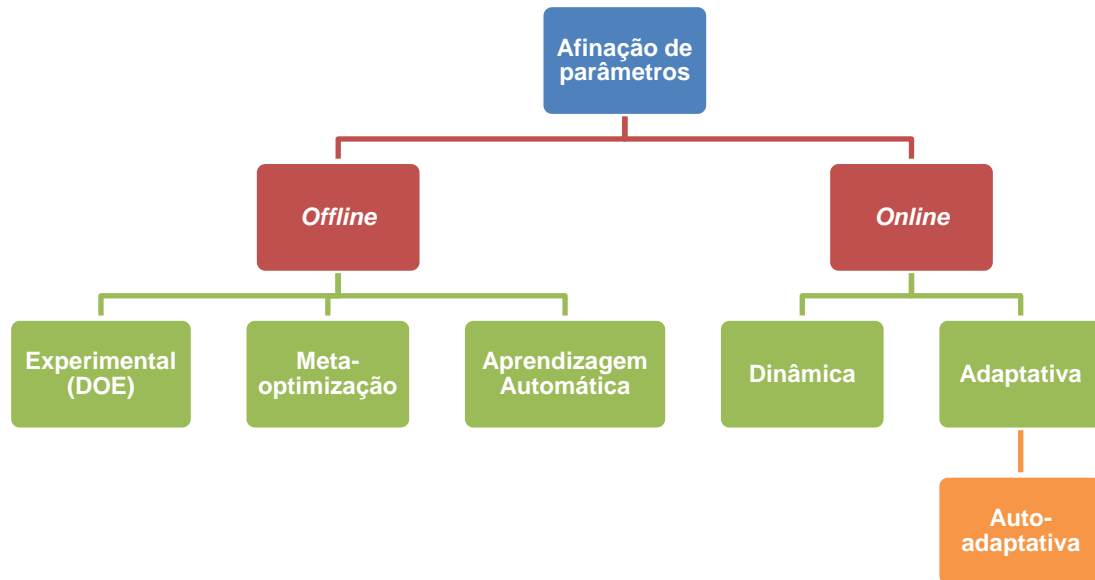 Afinação de
parâmetros
Offline
Online
Experimental
(DOE)
Meta-
optimização
Aprendizagem
Automática
Dinâmica
Adaptativa
Auto-
adaptativa